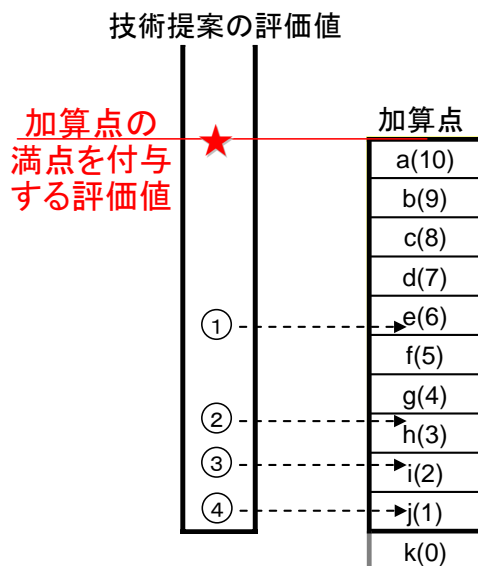 技術提案の評価値
加算点の
満点を付与
する評価値
★
加算点
a(10)
b(9)
c(8)
d(7)
① e(6)
f(5)
g(4)
② h(3)
③ i(2)
④ j(1)
k(0)